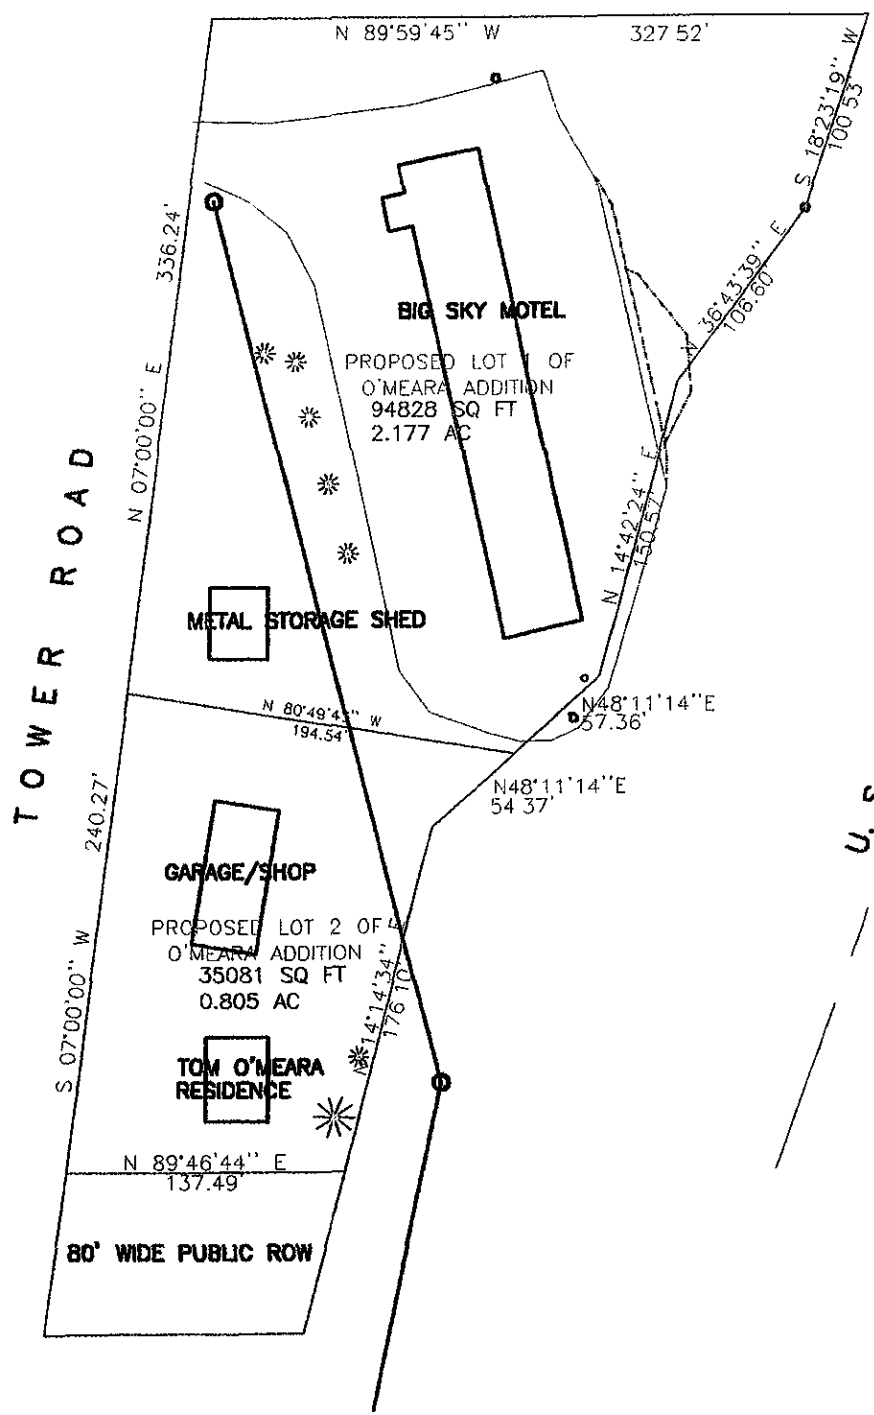 N 89°59'45" W 327 52'
S 18°23'19" W
100 53'
336.24'
N 36°43'39" E
106.60'
BIG SKY MOTEL
PROPOSED LOT 1 OF
O'MEARA ADDITION
94828 SQ FT
2.177 AC
N 07°00'00" E
TOWER ROAD
N 14°42'24" E
150.57'
METAL STORAGE SHED
N 80°49'4 " W
194.54'
N48°11'14"E
57.36'
N48°11'14"E
54 37'
240.27'
U. S
GARAGE/SHOP
PROPOSED LOT 2 OF
O'MEARA ADDITION
35081 SQ FT
0.805 AC
S 07°00'00" W
N 14°14'34" E
176 10'
TOM O'MEARA
RESIDENCE
N 89°46'44" E
137.49'
80' WIDE PUBLIC ROW